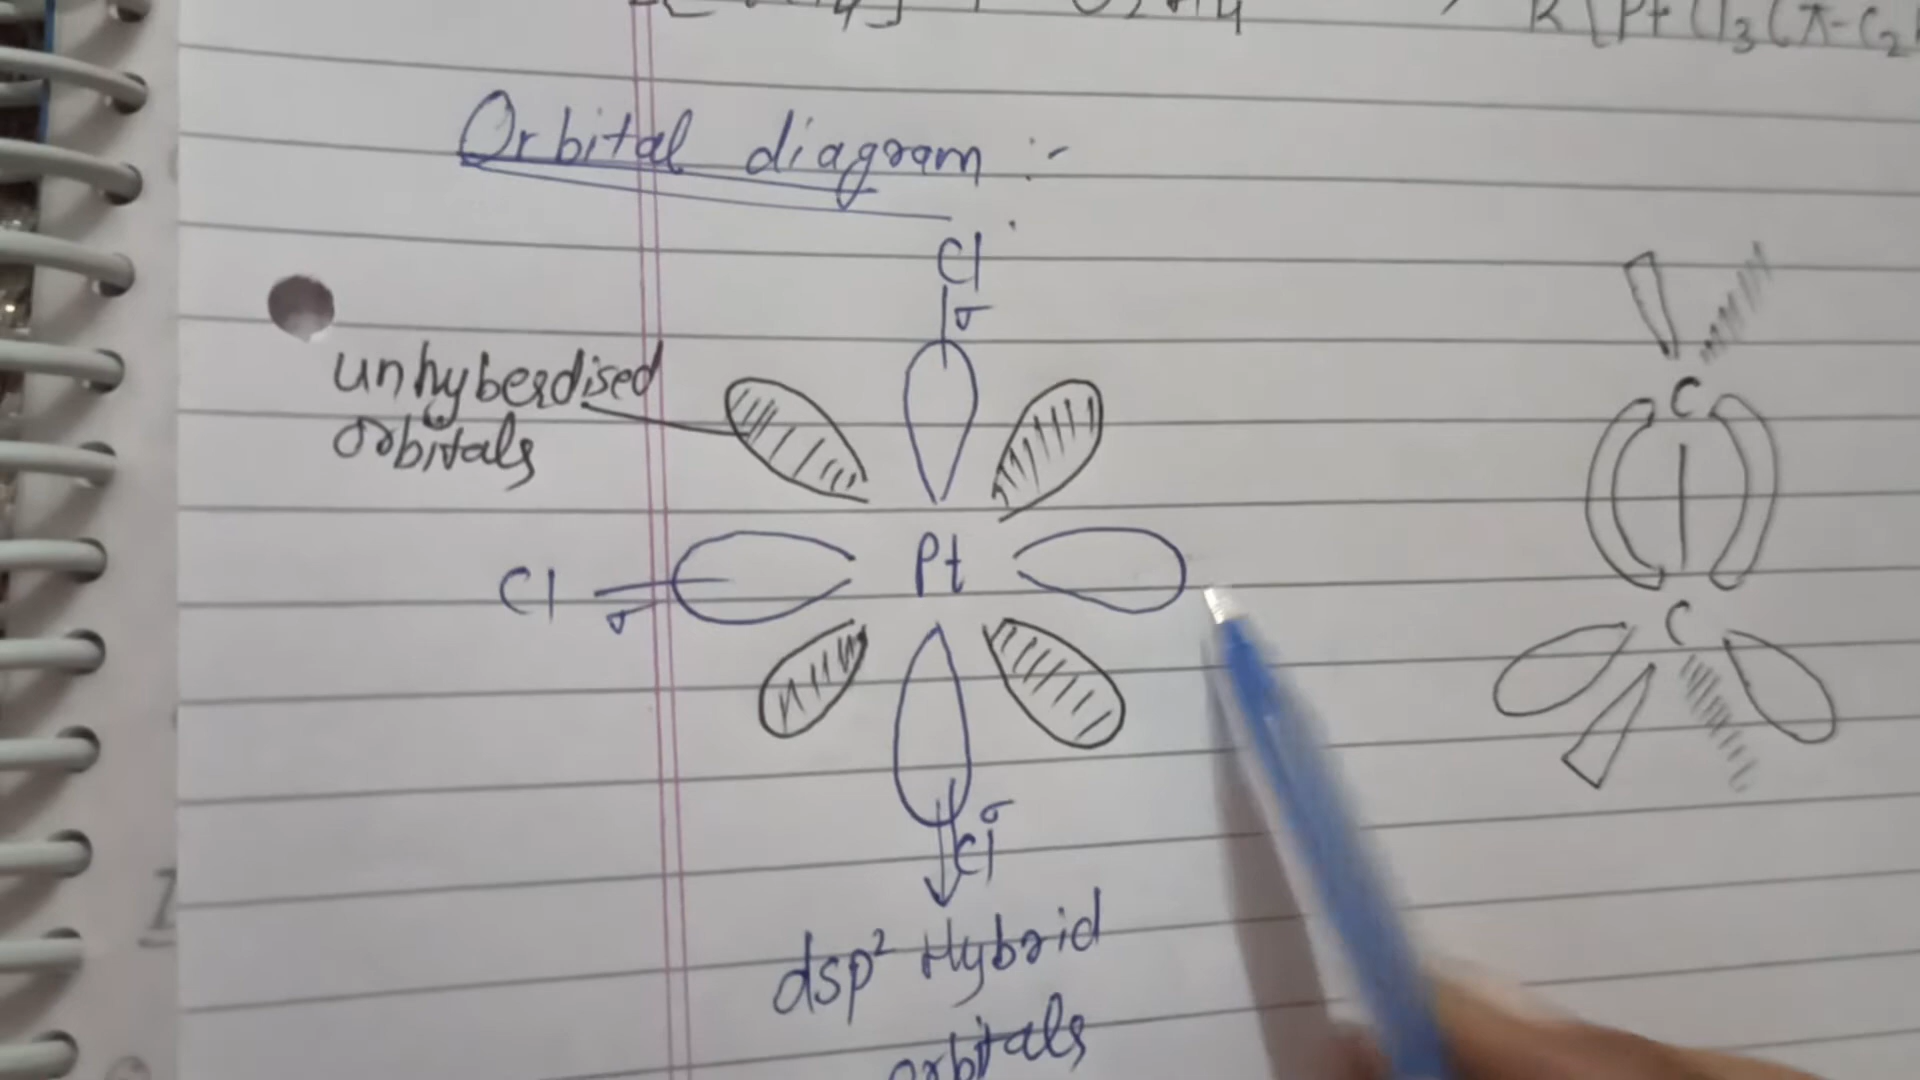 K[PtCl3(π-C2
Orbital diagram :-
Cl
σ
unhyberdised
orbitals
C
Pt
Cl
σ
C
σ
Cl
dsp² Hybrid
orbitals